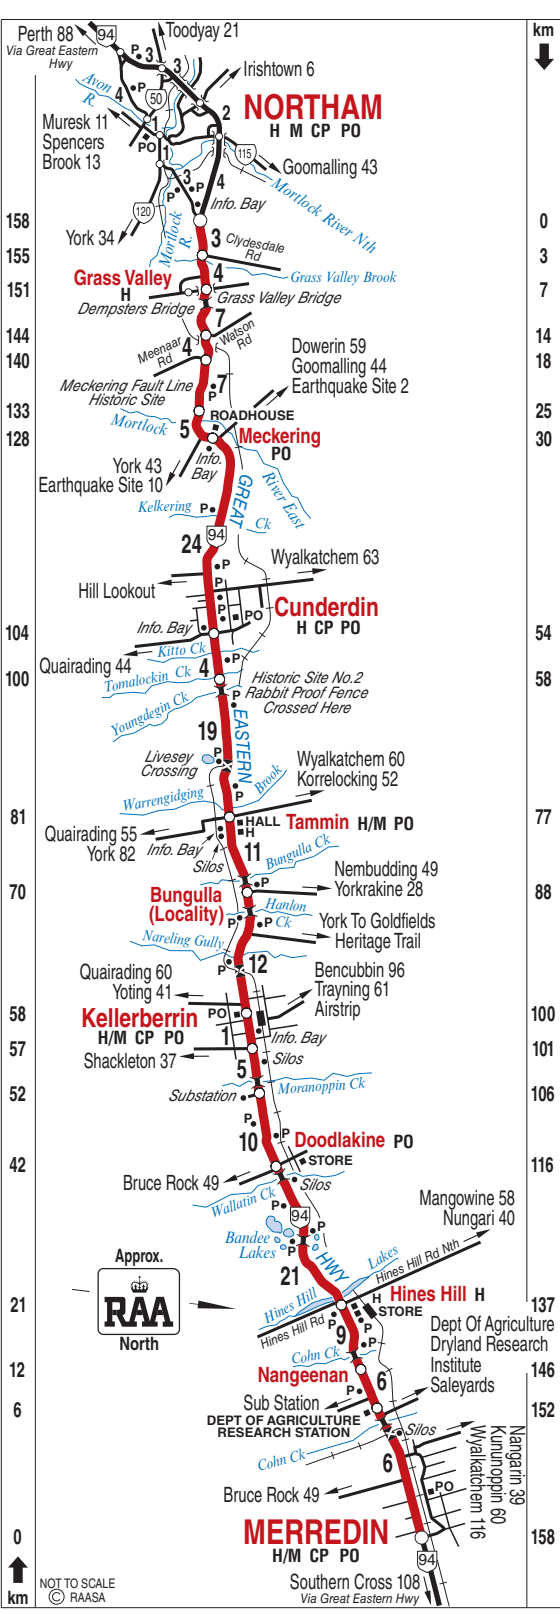 Perth 88
Via Great Eastern
Hwy
94
Toodyay 21
km
P
3
3
Irishtown 6
Avon
R.
4
P
50
2
NORTHAM
H M CP PO
Muresk 11
Spencers
Brook 13
1
PO
1
115
Goomalling 43
3
P
P
4
Info. Bay
Mortlock River Nth
120
York 34
Mortlock
R.
158
0
3
Clydesdale
Rd
155
3
Grass Valley
H
4
Grass Valley Brook
151
7
Grass Valley Bridge
Dempsters Bridge
7
Watson
Rd
144
14
4
Meenaar
Rd
140
18
Dowerin 59
Goomalling 44
Earthquake Site 2
7
P
Meckering Fault Line
Historic Site
133
25
ROADHOUSE
Mortlock
5
Meckering
PO
128
30
Info.
Bay
York 43
Earthquake Site 10
River East
GREAT
Kelkering
P
Ck
94
24
Wyalkatchem 63
P
Hill Lookout
P
P
PO
Cunderdin
H CP PO
Info. Bay
104
54
Kitto Ck
Quairading 44
P
4
100
58
Tomalockin Ck
Historic Site No.2
Rabbit Proof Fence
Crossed Here
P
Youngdegin Ck
EASTERN
19
Livesey
Crossing
P
Wyalkatchem 60
Korrelocking 52
P
Brook
Warrengidging
81
77
HALL
H
Tammin H/M PO
Quairading 55
York 82
Info. Bay
P
Silos
11
Bungulla Ck
Nembudding 49
Yorkrakine 28
P
70
88
Bungulla
(Locality)
Hanlon
P
P
Ck
York To Goldfields
Heritage Trail
Nareling Gully
P
12
Bencubbin 96
Trayning 61
Airstrip
Quairading 60
Yoting 41
58
100
PO
Kellerberrin
H/M CP PO
P
1
Info. Bay
57
101
Shackleton 37
Silos
5
Moranoppin Ck
52
106
Substation
P
10
P
Doodlakine PO
STORE
42
116
Bruce Rock 49
Silos
Wallatin Ck
P
94
Bandee
Lakes
P
P
HWY
21
Mangowine 58
Nungari 40
Lakes
Hines Hill Rd Nth
Approx.
RAA
North
Hines Hill
21
137
H
Hines Hill H
STORE
Hines Hill Rd
P
P
9
P
Dept Of Agriculture
Dryland Research
Institute
Saleyards
Cohn Ck
12
146
Nangeenan
6
P
Sub Station
6
152
DEPT OF AGRICULTURE
RESEARCH STATION
Silos
Cohn Ck
6
Nangarin 39
Kununoppin 60
Wyalkatchem 116
Bruce Rock 49
PO
MERREDIN
H/M CP PO
0
158
94
Southern Cross 108
Via Great Eastern Hwy
km
NOT TO SCALE
© RAASA